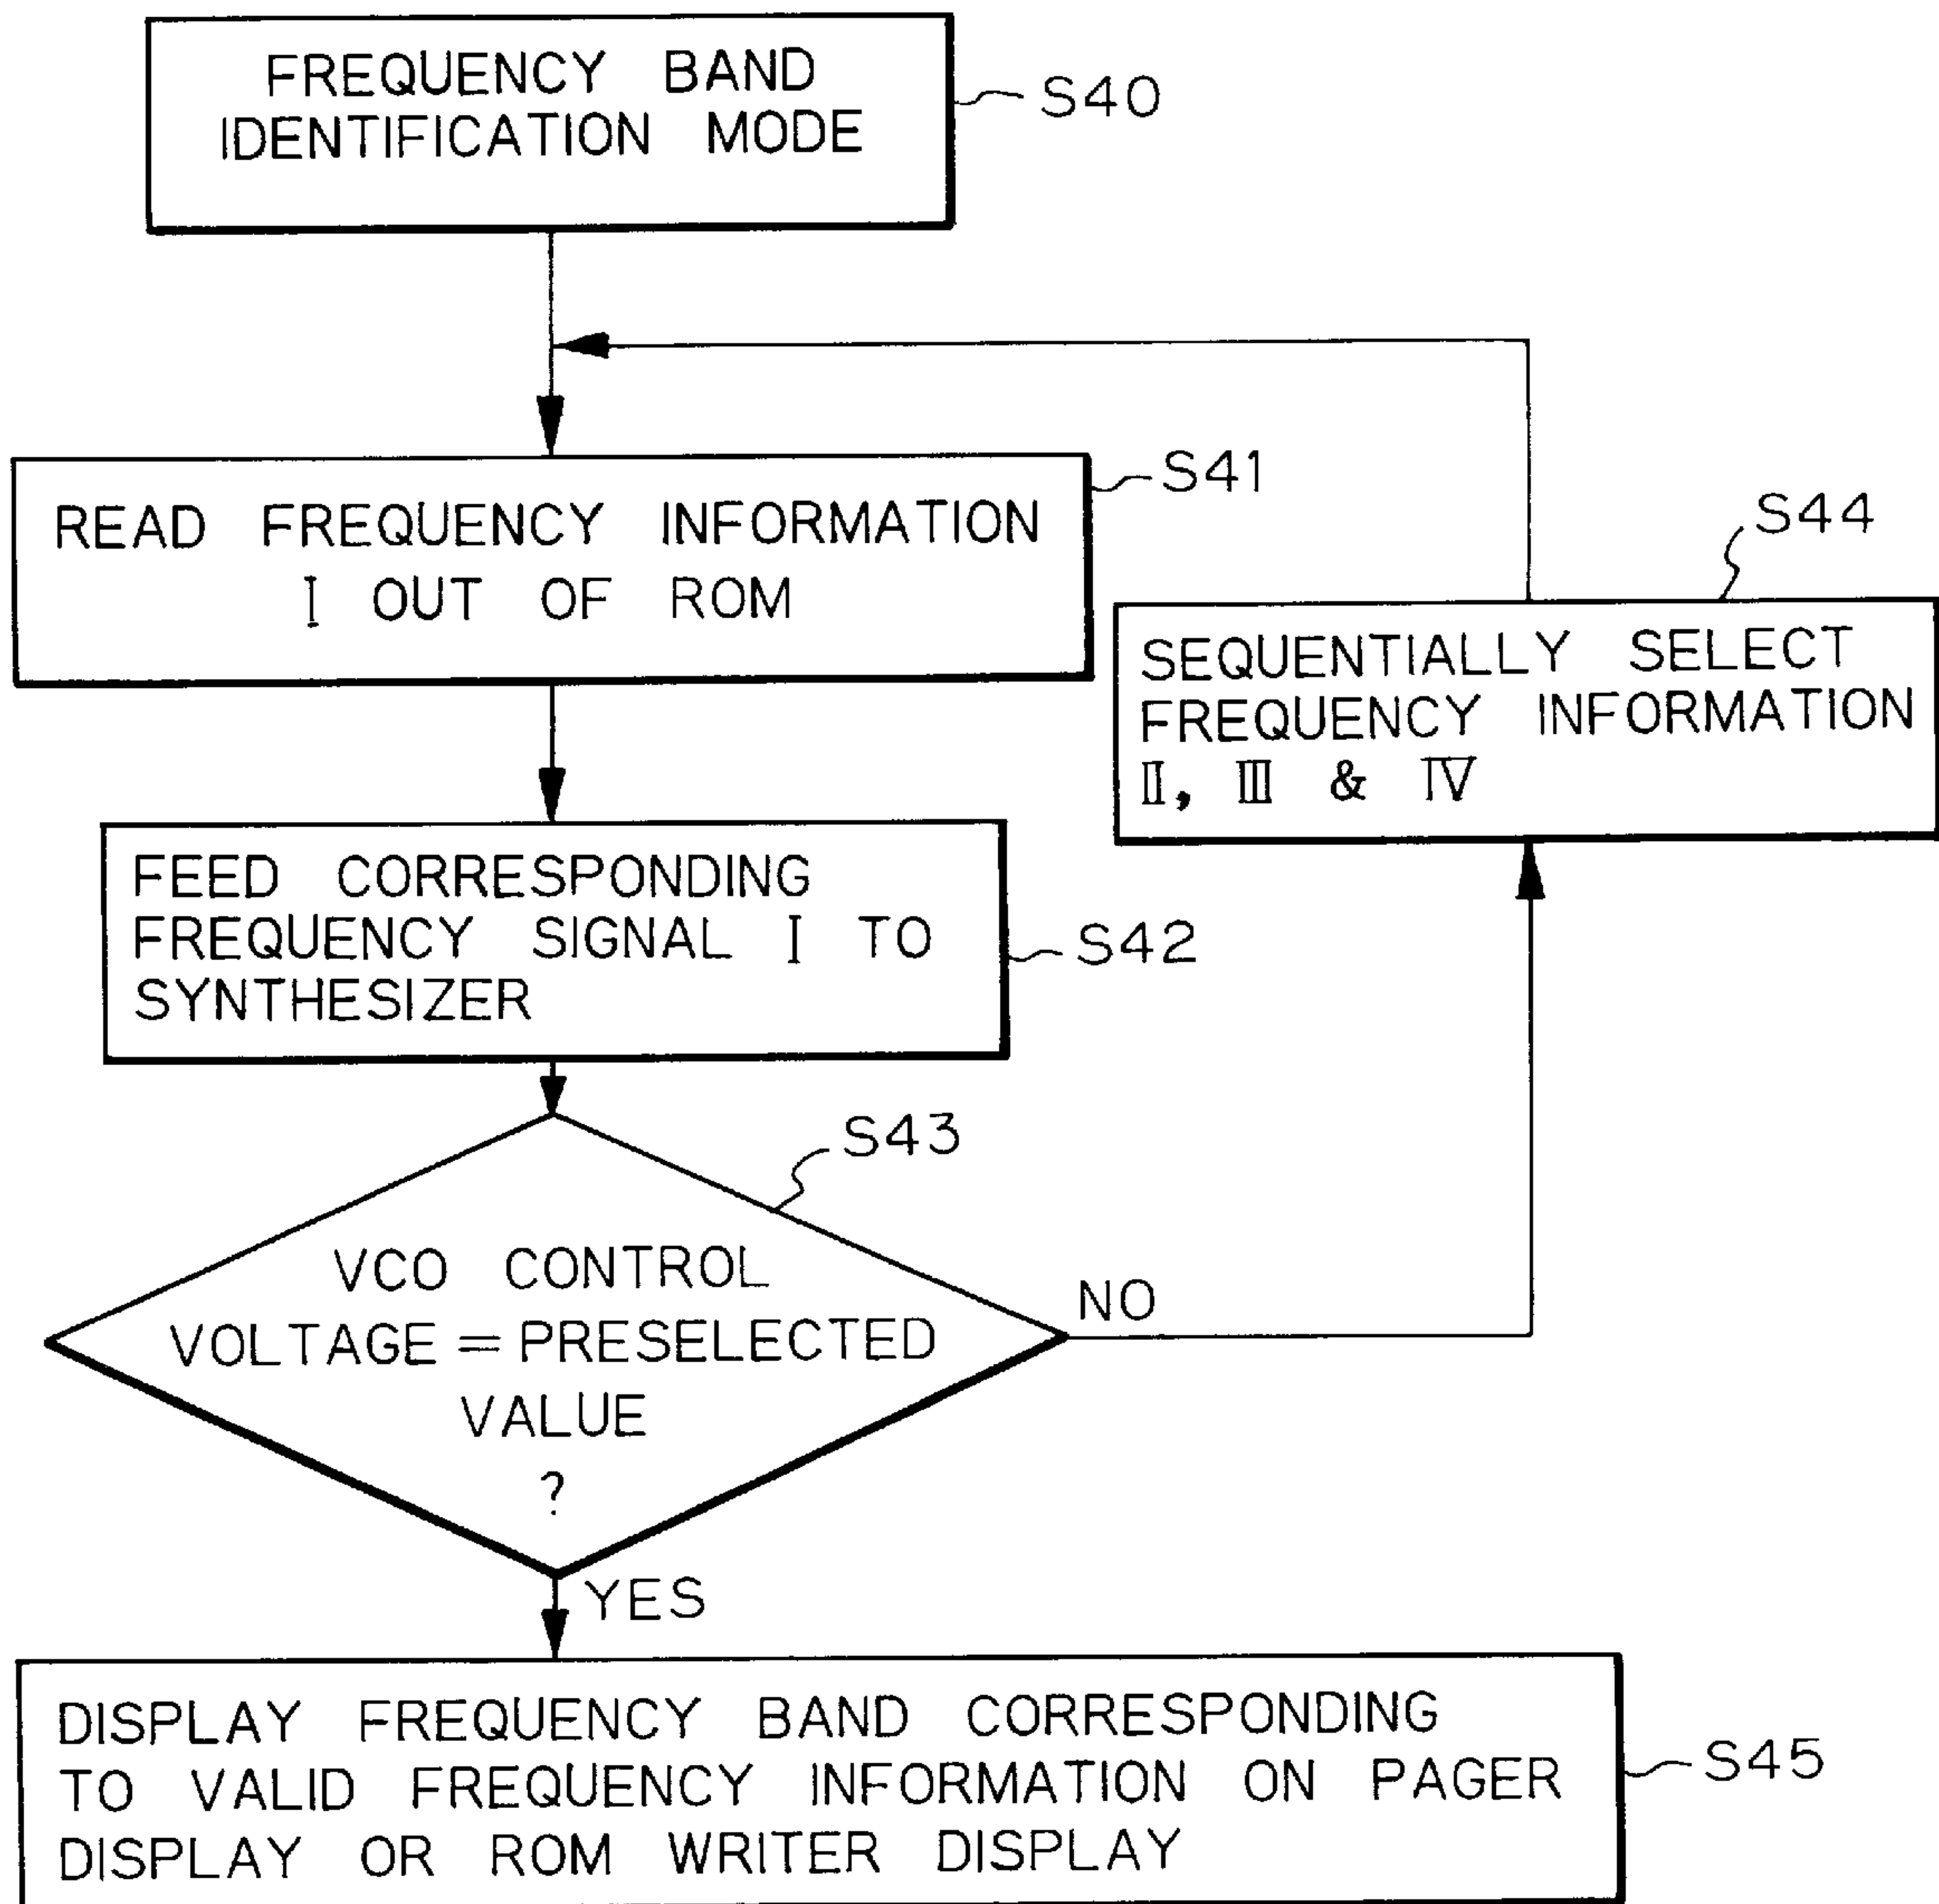 FREQUENCY BAND
IDENTIFICATION MODE
S40
S41
READ FREQUENCY INFORMATION
I OUT OF ROM
S44
SEQUENTIALLY SELECT
FREQUENCY INFORMATION
II, III & IV
FEED CORRESPONDING
FREQUENCY SIGNAL I TO
SYNTHESIZER
S42
S43
VCO CONTROL
VOLTAGE = PRESELECTED
VALUE
?
NO
YES
DISPLAY FREQUENCY BAND CORRESPONDING
TO VALID FREQUENCY INFORMATION ON PAGER
DISPLAY OR ROM WRITER DISPLAY
S45